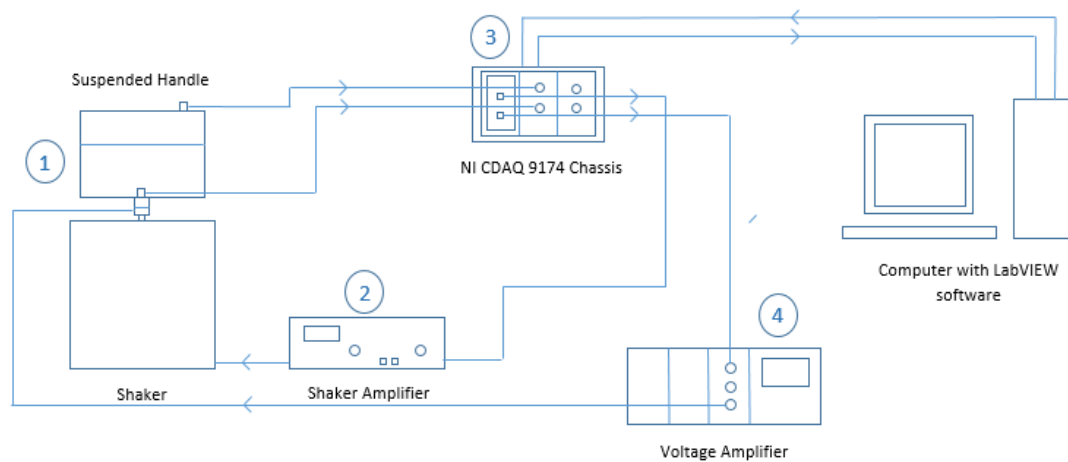 3
Suspended Handle
1
NI CDAQ 9174 Chassis
Computer with LabVIEW
software
2
4
Shaker
Shaker Amplifier
Voltage Amplifier